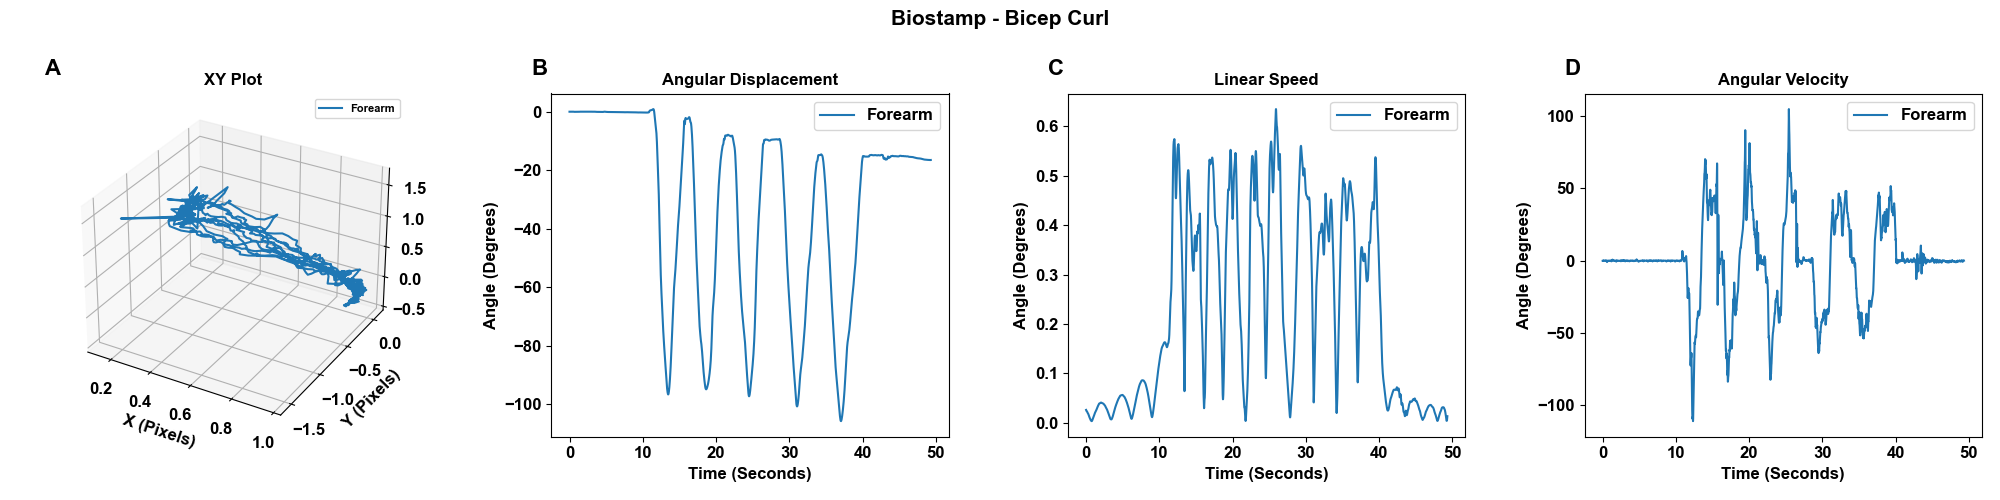 Biostamp - Bicep Curl
A
XY Plot
Forearm
1.5
1.0
0.5
0.0
−0.5
0.0
−0.5
−1.0
−1.5
Y (Pixels)
0.2
0.4
0.6
0.8
1.0
X (Pixels)
B
Angular Displacement
Forearm
0
−20
−40
−60
−80
−100
Angle (Degrees)
0 10 20 30 40 50
Time (Seconds)
C
Linear Speed
Forearm
0.6
0.5
0.4
0.3
0.2
0.1
0.0
Angle (Degrees)
0 10 20 30 40 50
Time (Seconds)
D
Angular Velocity
Forearm
100
50
0
−50
−100
Angle (Degrees)
0 10 20 30 40 50
Time (Seconds)